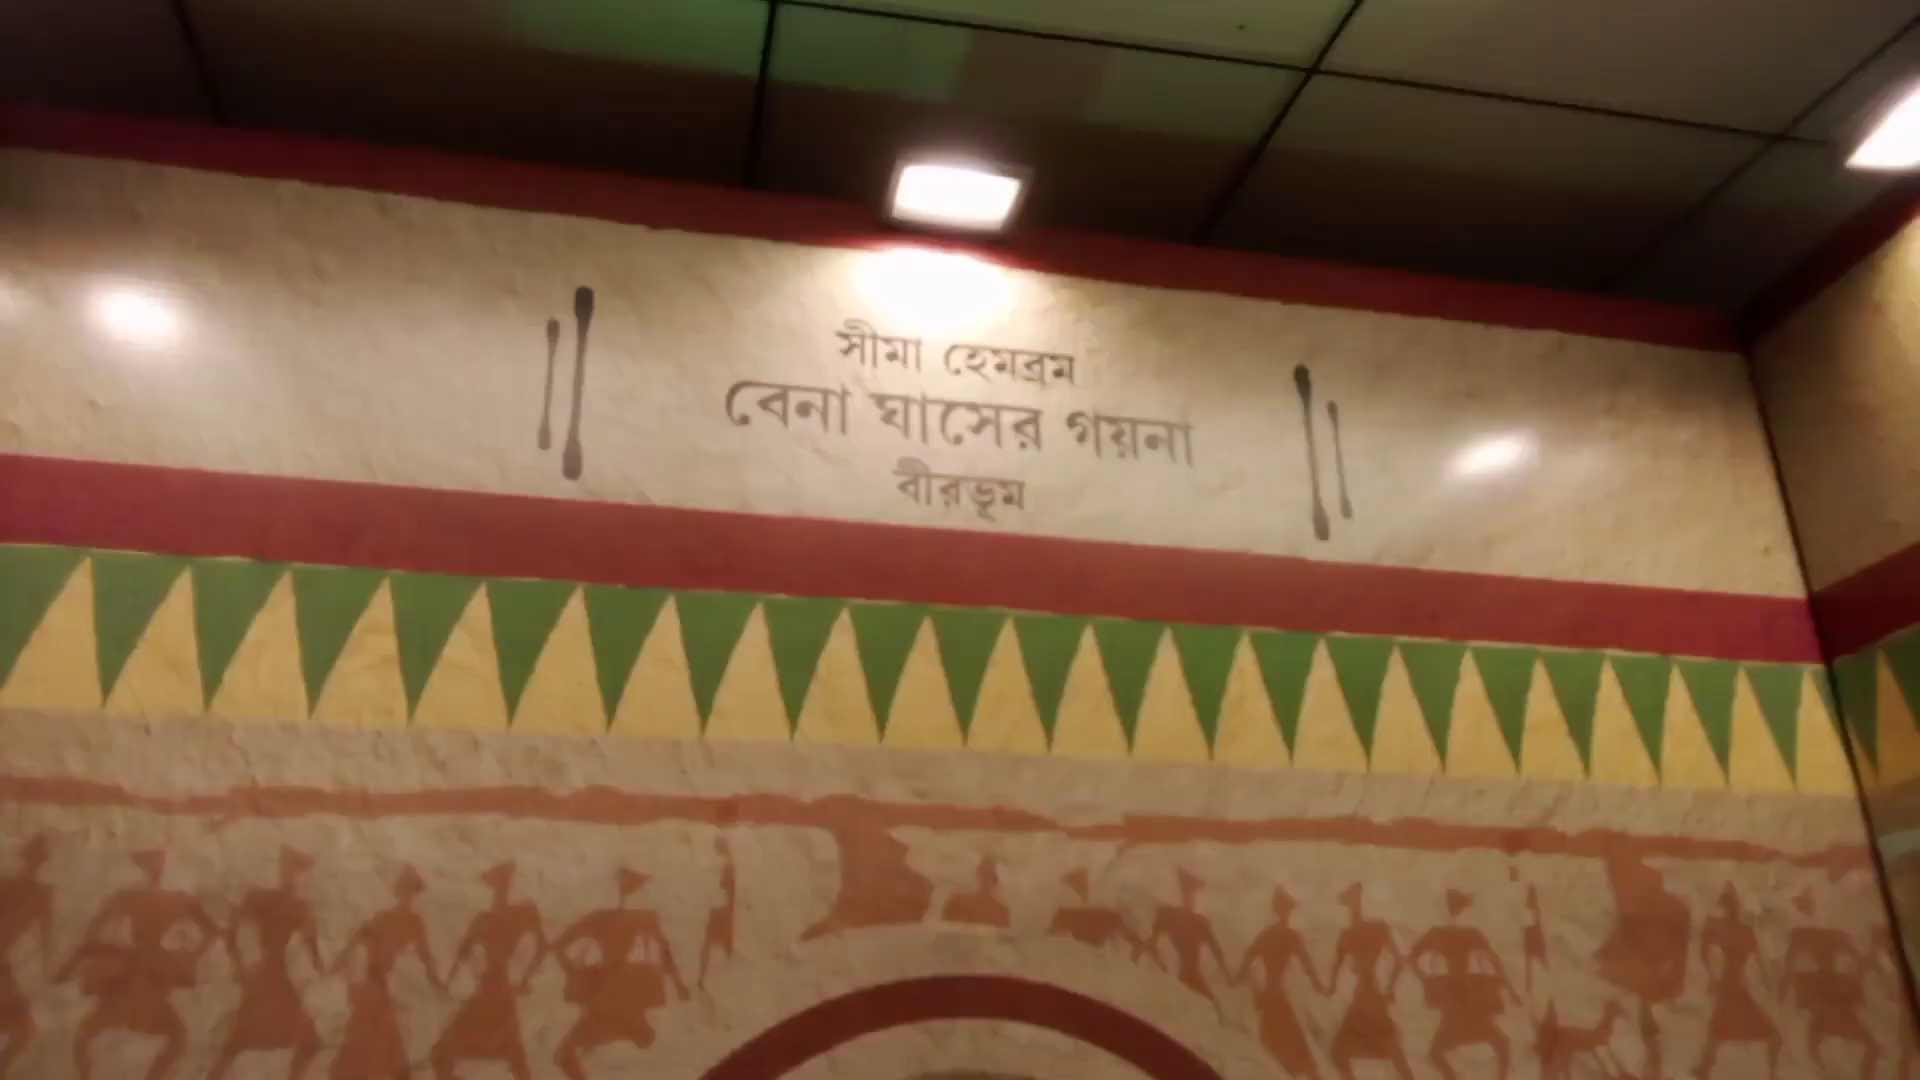 সীমা হেমব্রম
বেনা ঘাসের গয়না
বীরভূম